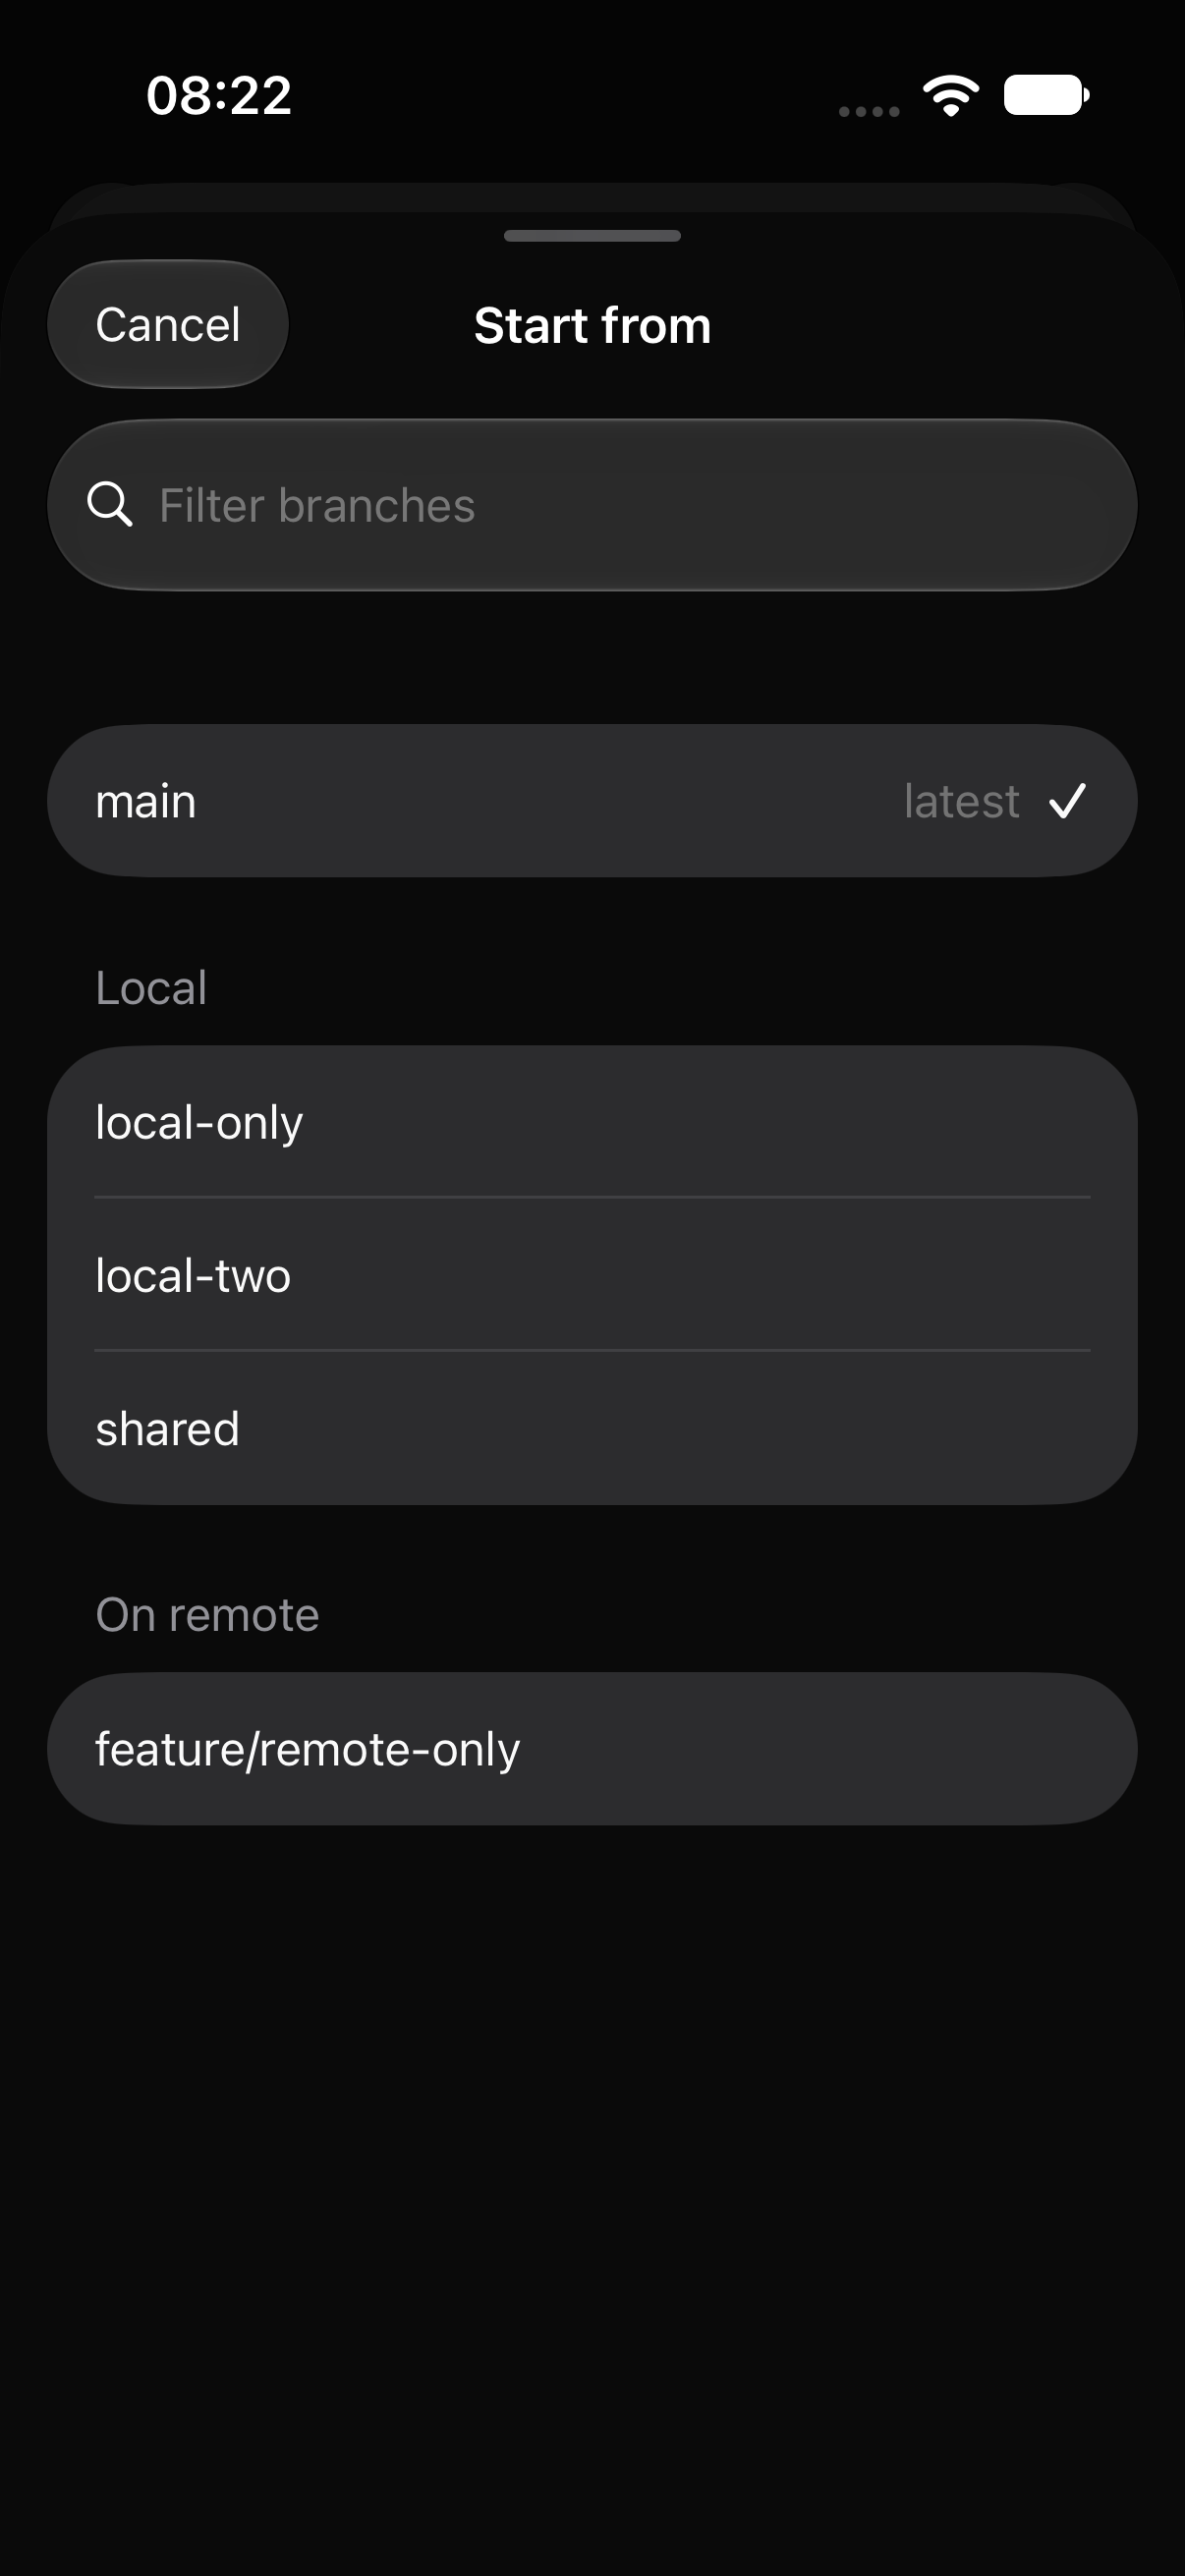 08:22
Cancel
Start from
Filter branches
main
latest
Local
local-only
local-two
shared
On remote
feature/remote-only